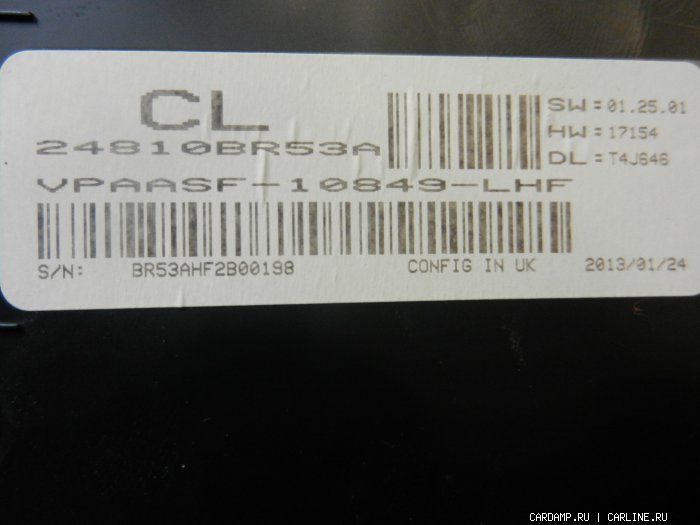 CL
24810BR53A
VPAASF-10849-LHF
SW:01.25.01
HW:17154
DL:T4J646
S/N: BR53AHF2B00198 CONFIG IN UK 2013/01/24
CARDAMP.RU | CARLINE.RU